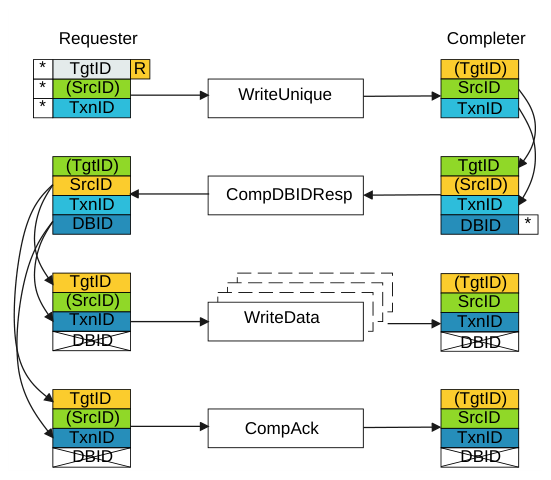 Requester Completer
* TgtID R (TgtID)
* (SrcID) WriteUnique SrcID
* TxnID TxnID
(TgtID) TgtID
SrcID CompDBIDResp (SrcID)
TxnID TxnID
DBID DBID *
TgtID (TgtID)
(SrcID) WriteData SrcID
TxnID TxnID
DBID DBID
TgtID (TgtID)
(SrcID) CompAck SrcID
TxnID TxnID
DBID DBID